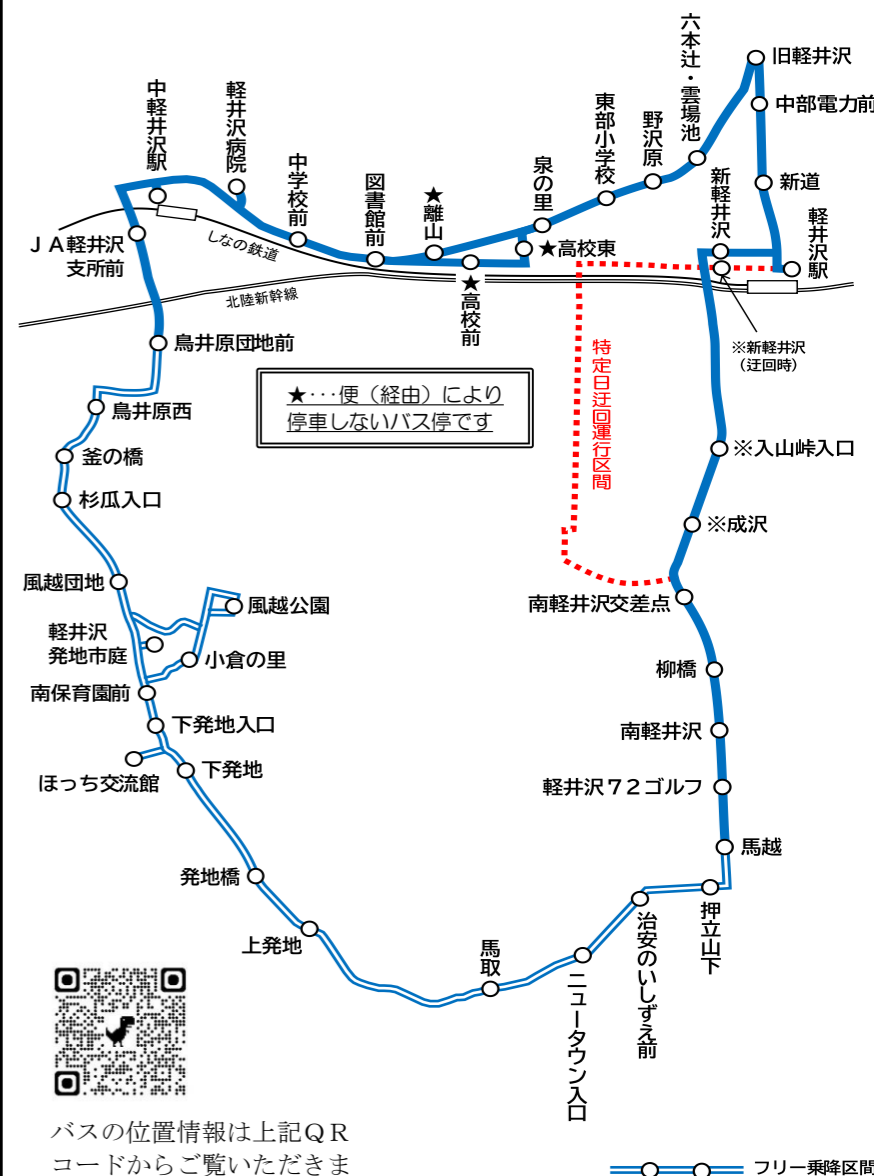 六本辻・雲場池
旧軽井沢
中部電力前
新道
軽井沢駅
新軽井沢
野沢原
東部小学校
泉の里
★離山
★高校東
★高校前
図書館前
中学校前
軽井沢病院
中軽井沢駅
しなの鉄道
北陸新幹線
ＪＡ軽井沢
支所前
鳥井原団地前
鳥井原西
釜の橋
杉瓜入口
風越団地
風越公園
軽井沢
発地市庭
小倉の里
南保育園前
下発地入口
ほっち交流館
下発地
発地橋
上発地
馬取
ニュータウン入口
治安のいしずえ前
押立山下
馬越
軽井沢７２ゴルフ
南軽井沢
柳橋
南軽井沢交差点
※成沢
※入山峠入口
※新軽井沢
（迂回時）
特定日迂回運行区間
★･･･便（経由）により
停車しないバス停です
バスの位置情報は上記ＱＲ
コードからご覧いただきま
フリー乗降区間